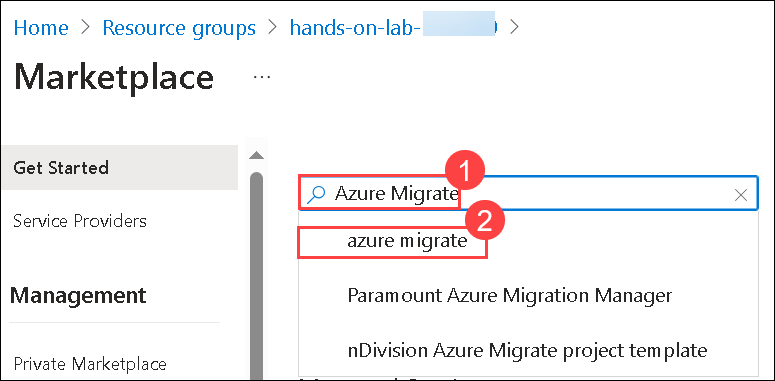 Home > Resource groups > hands-on-lab- >
Marketplace ...
Get Started
Service Providers
Management
Private Marketplace
1
Azure Migrate
2
azure migrate
Paramount Azure Migration Manager
nDivision Azure Migrate project template